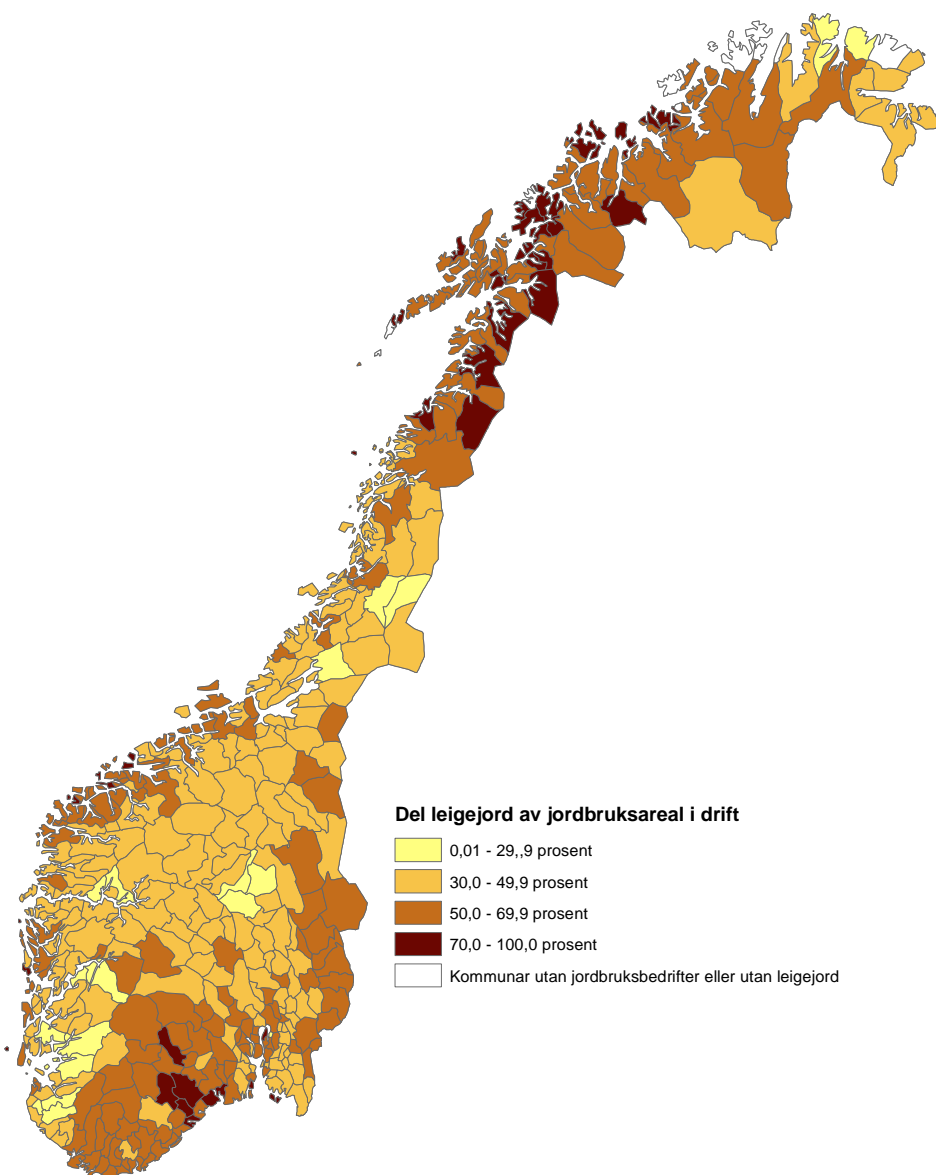 Del leigejord av jordbruksareal i drift
0,01 - 29,,9 prosent
30,0 - 49,9 prosent
50,0 - 69,9 prosent
70,0 - 100,0 prosent
Kommunar utan jordbruksbedrifter eller utan leigejord